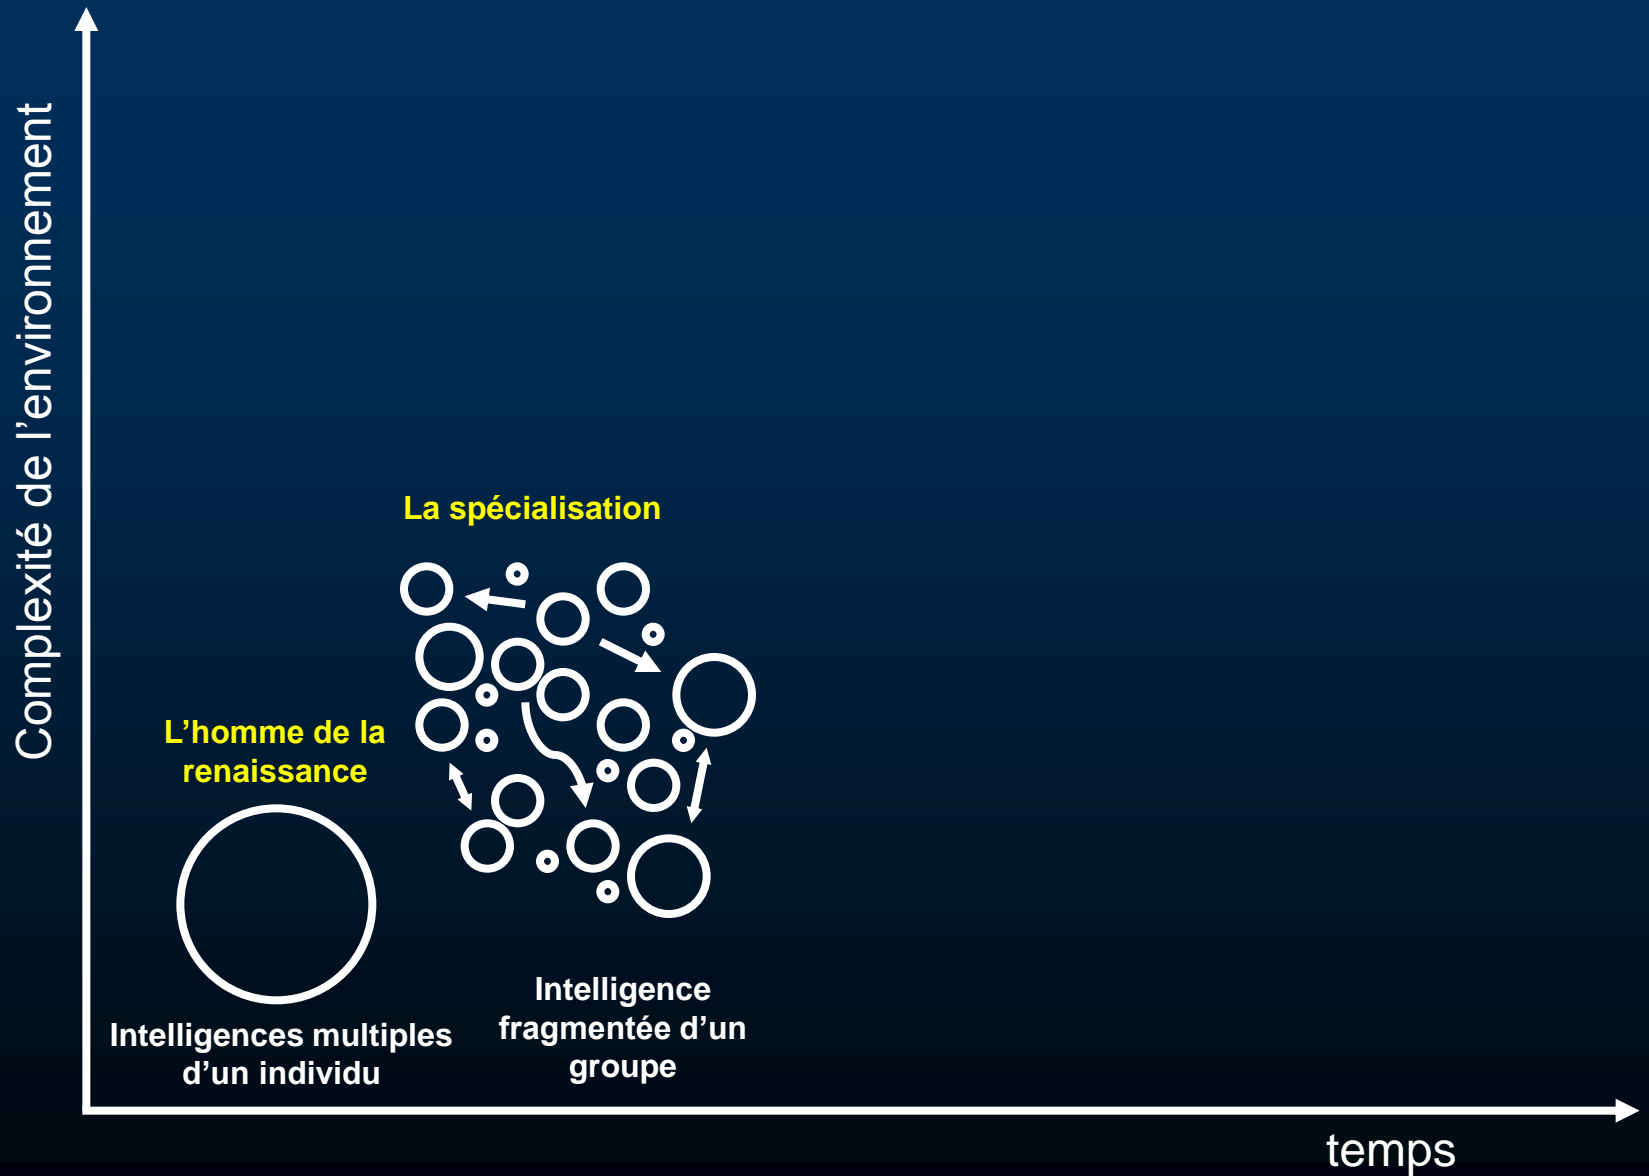 Complexité de l’environnement
La spécialisation
L’homme de la
renaissance
Intelligences multiples
d’un individu
Intelligence
fragmentée d’un
groupe
temps